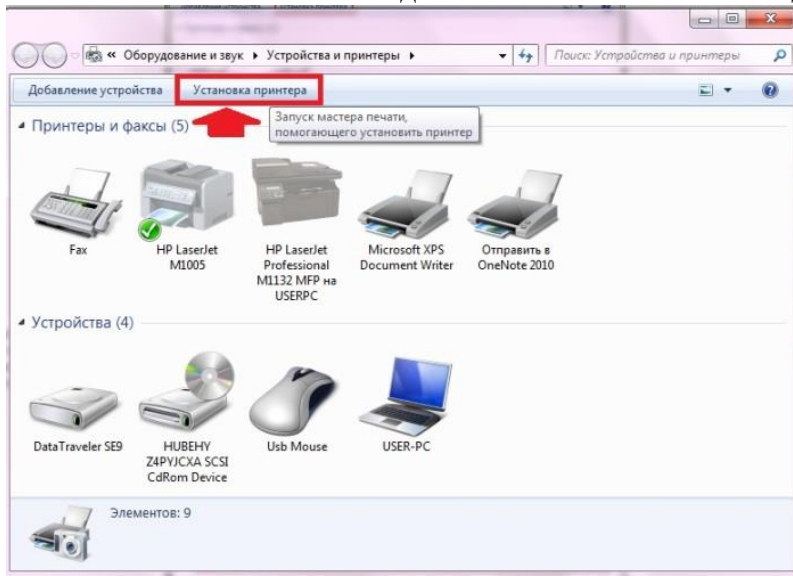 Оборудование и звук ▸ Устройства и принтеры ▸
Поиск: Устройства и принтеры
Добавление устройства Установка принтера
Запуск мастера печати,
помогающего установить принтер
Принтеры и факсы (5)
Fax
HP LaserJet
M1005
HP LaserJet
Professional
M1132 MFP на
USERPC
Microsoft XPS
Document Writer
Отправить в
OneNote 2010
Устройства (4)
DataTraveler SE9
HUBEHY
Z4PYJCXA SCSI
CdRom Device
Usb Mouse
USER-PC
Элементов: 9